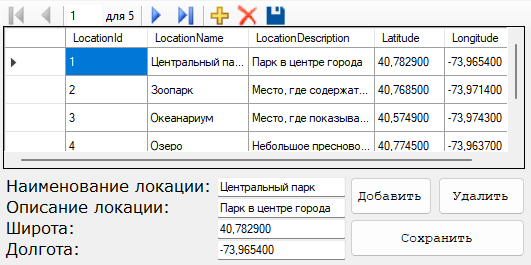 1 для 5
LocationId LocationName LocationDescription Latitude Longitude
1 Центральный па... Парк в центре города 40,782900 -73,965400
2 Зоопарк Место, где содержат... 40,768500 -73,971400
3 Океанариум Место, где показыва... 40,574900 -73,974300
4 Озеро Небольшое пресново... 40,774500 -73,963700
Наименование локации: Центральный парк Добавить Удалить
Описание локации: Парк в центре города
Широта: 40,782900 Сохранить
Долгота: -73,965400